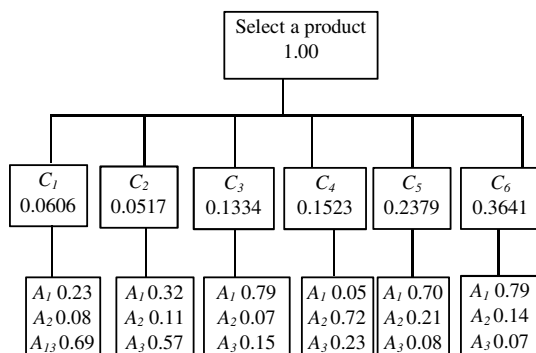 Select a product
1.00
C1
0.0606
C2
0.0517
C3
0.1334
C4
0.1523
C5
0.2379
C6
0.3641
A1 0.23
A2 0.08
A13 0.69
A1 0.32
A2 0.11
A3 0.57
A1 0.79
A2 0.07
A3 0.15
A1 0.05
A2 0.72
A3 0.23
A1 0.70
A2 0.21
A3 0.08
A1 0.79
A2 0.14
A3 0.07